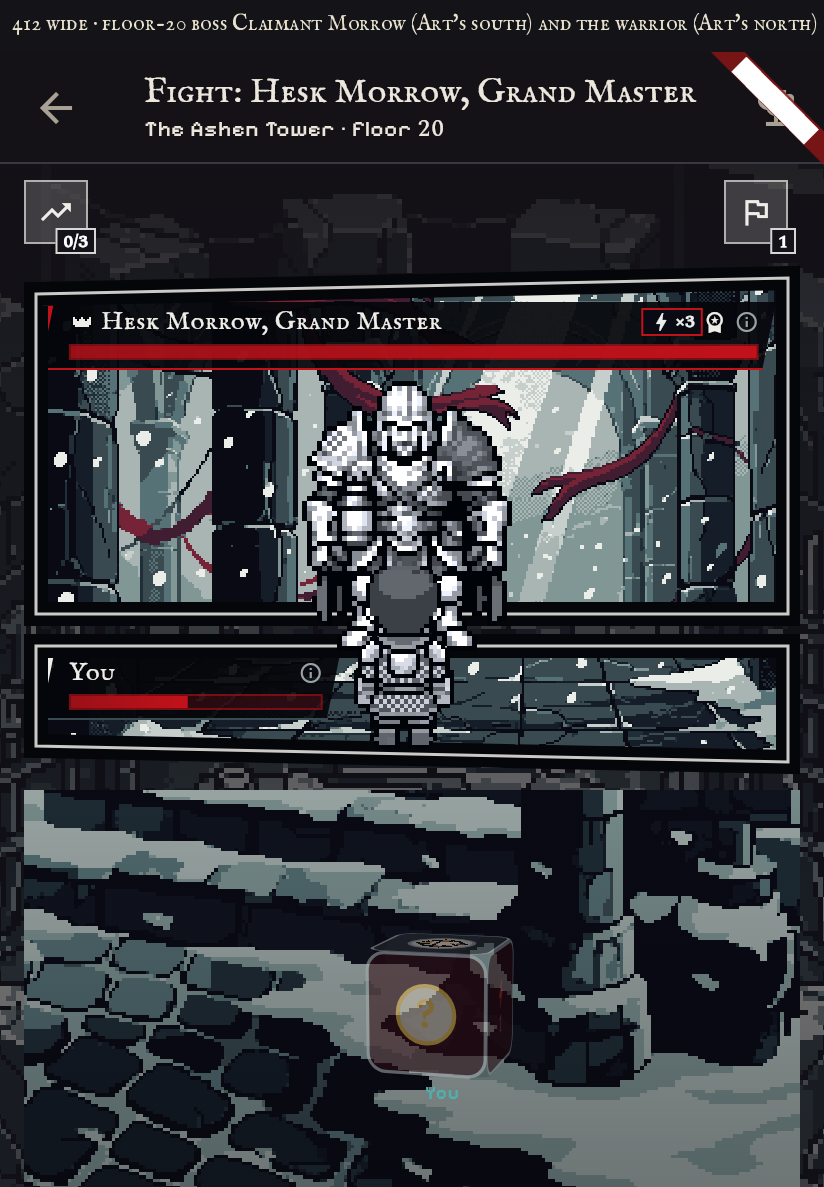 412 wide · floor-20 boss Claimant Morrow (Art's south) and the warrior (Art's north)
Fight: Hesk Morrow, Grand Master
The Ashen Tower · Floor 20
0/3
1
Hesk Morrow, Grand Master
×3
You
?
You